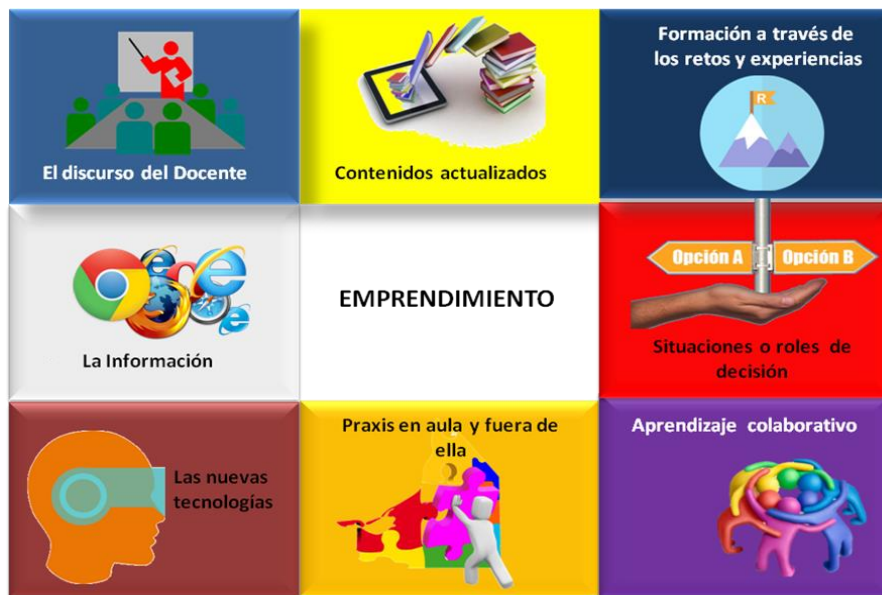 El discurso del Docente
Contenidos actualizados
Formación a través de
los retos y experiencias
R
La Información
EMPRENDIMIENTO
Opción A
Opción B
Situaciones o roles de
decisión
Las nuevas
tecnologías
Praxis en aula y fuera de
ella
Aprendizaje colaborativo